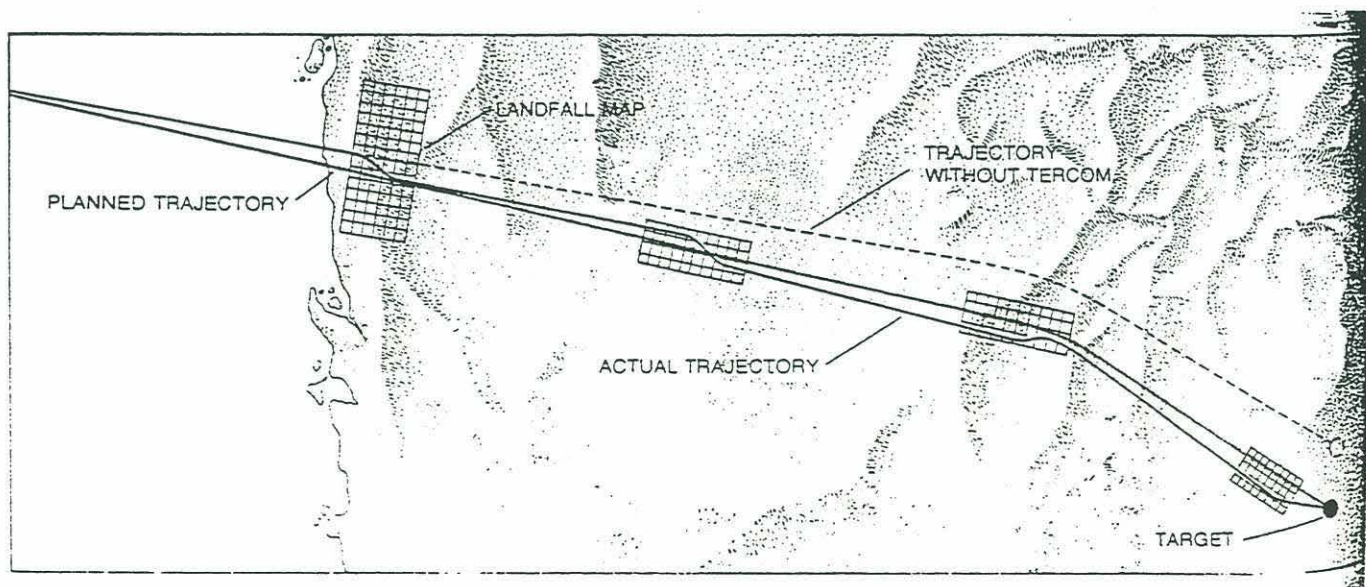 LANDFALL MAP
TRAJECTORY
WITHOUT TERCOM
PLANNED TRAJECTORY
ACTUAL TRAJECTORY
TARGET